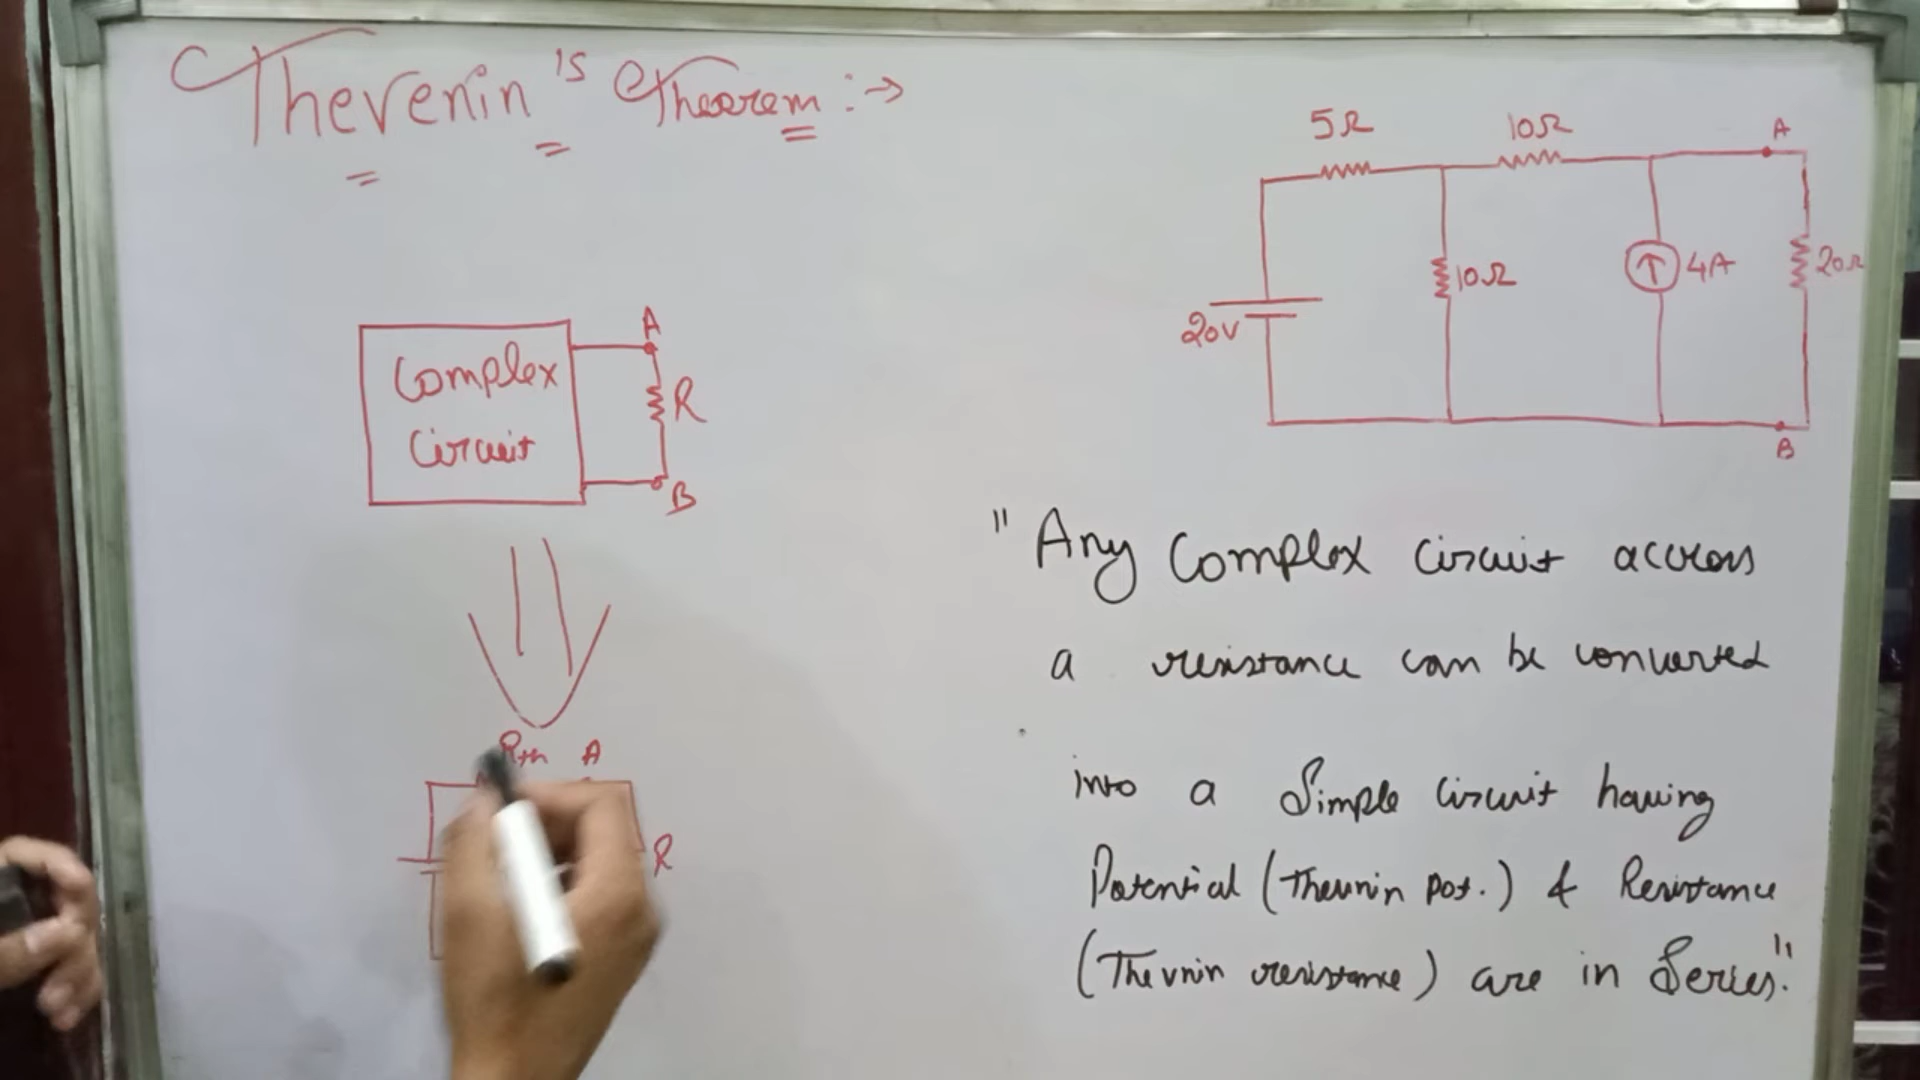 Thevenin's Theorem :→
5Ω 10Ω A
10Ω 4A 20Ω
20V
B
Complex
Circuit
A
R
B
Rth A
R
"Any Complex circuit accross
a resistance can be converted
into a Simple circuit having
Potential (Thevnin pot.) & Resistance
(Thevnin resistance) are in Series."